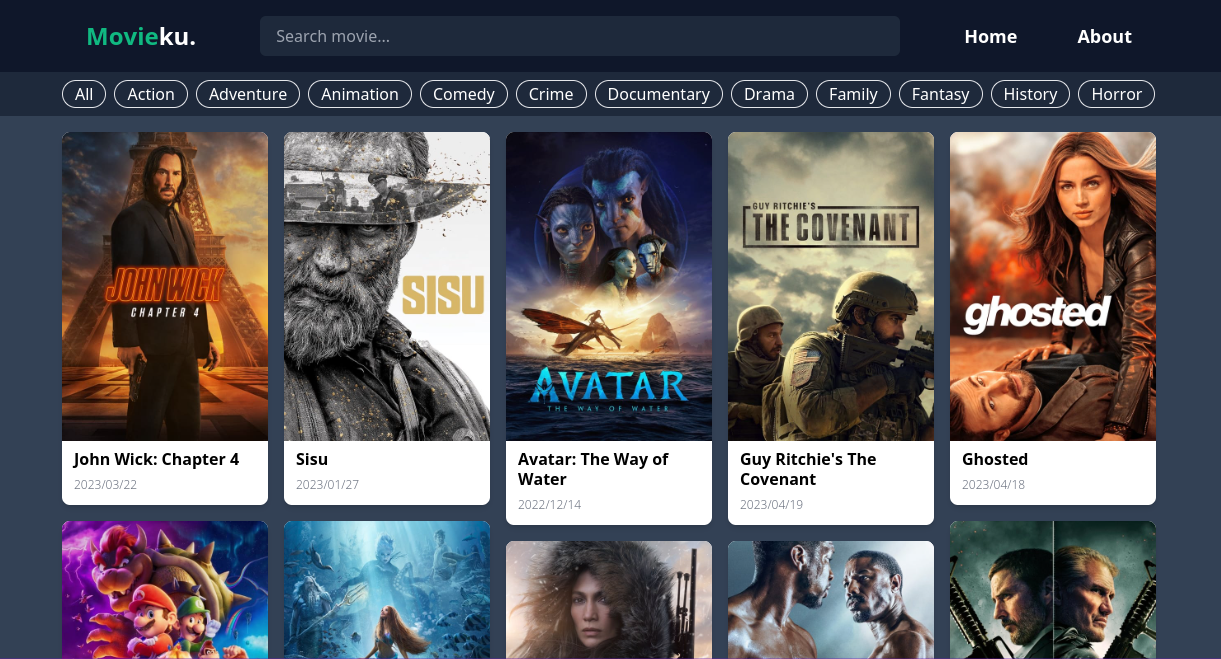 Movieku.
Search movie...
Home
About
All
Action
Adventure
Animation
Comedy
Crime
Documentary
Drama
Family
Fantasy
History
Horror
JOHN WICK
CHAPTER 4
SISU
AVATAR
THE WAY OF WATER
GUY RITCHIE'S
THE COVENANT
ghosted
John Wick: Chapter 4
2023/03/22
Sisu
2023/01/27
Avatar: The Way of
Water
2022/12/14
Guy Ritchie's The
Covenant
2023/04/19
Ghosted
2023/04/18